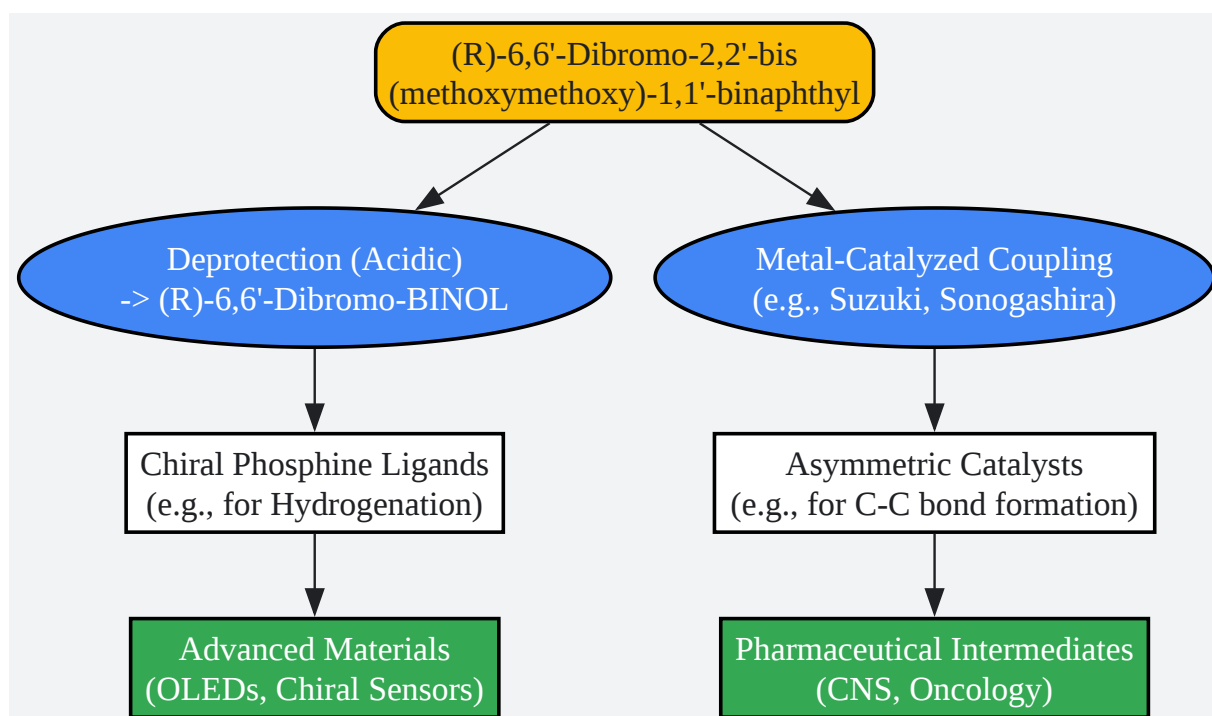 (R)-6,6'-Dibromo-2,2'-bis
(methoxymethoxy)-1,1'-binaphthyl
Deprotection (Acidic)
-> (R)-6,6'-Dibromo-BINOL
Metal-Catalyzed Coupling
(e.g., Suzuki, Sonogashira)
Chiral Phosphine Ligands
(e.g., for Hydrogenation)
Asymmetric Catalysts
(e.g., for C-C bond formation)
Advanced Materials
(OLEDs, Chiral Sensors)
Pharmaceutical Intermediates
(CNS, Oncology)